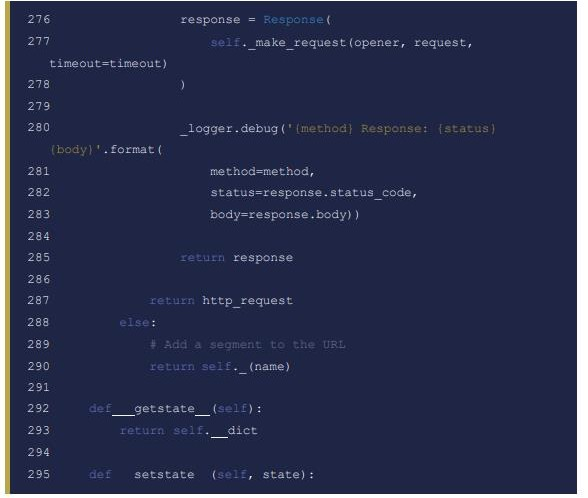 276                 response = Response(
277                     self._make_request(opener, request,
timeout=timeout)
278                 )
279
280                 _logger.debug('{method} Response: {status}
{body}'.format(
281                     method=method,
282                     status=response.status_code,
283                     body=response.body))
284
285                 return response
286
287             return http_request
288         else:
289             # Add a segment to the URL
290             return self._(name)
291
292     def __getstate__(self):
293         return self.__dict
294
295     def   setstate  (self, state):